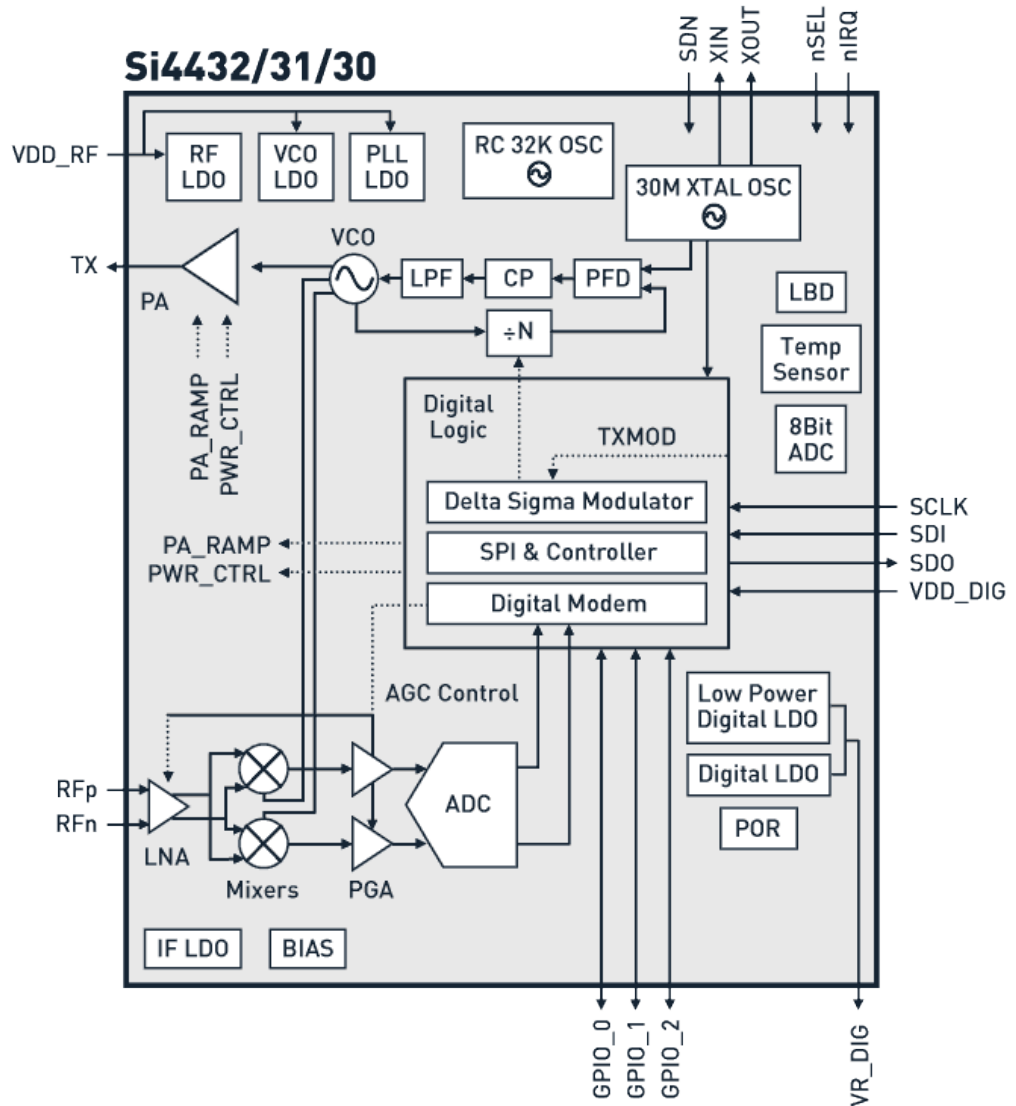 Si4432/31/30
SDN
XIN
XOUT
nSEL
nIRQ
VDD_RF
RF
LDO
VCO
LDO
PLL
LDO
RC 32K OSC
30M XTAL OSC
TX
PA
VCO
LPF
CP
PFD
÷N
LBD
Temp
Sensor
8Bit
ADC
PA_RAMP
PWR_CTRL
Digital
Logic
TXMOD
Delta Sigma Modulator
SPI & Controller
Digital Modem
PA_RAMP
PWR_CTRL
SCLK
SDI
SDO
VDD_DIG
AGC Control
Low Power
Digital LDO
Digital LDO
POR
RFp
RFn
LNA
Mixers
PGA
ADC
IF LDO
BIAS
GPIO_0
GPIO_1
GPIO_2
VR_DIG